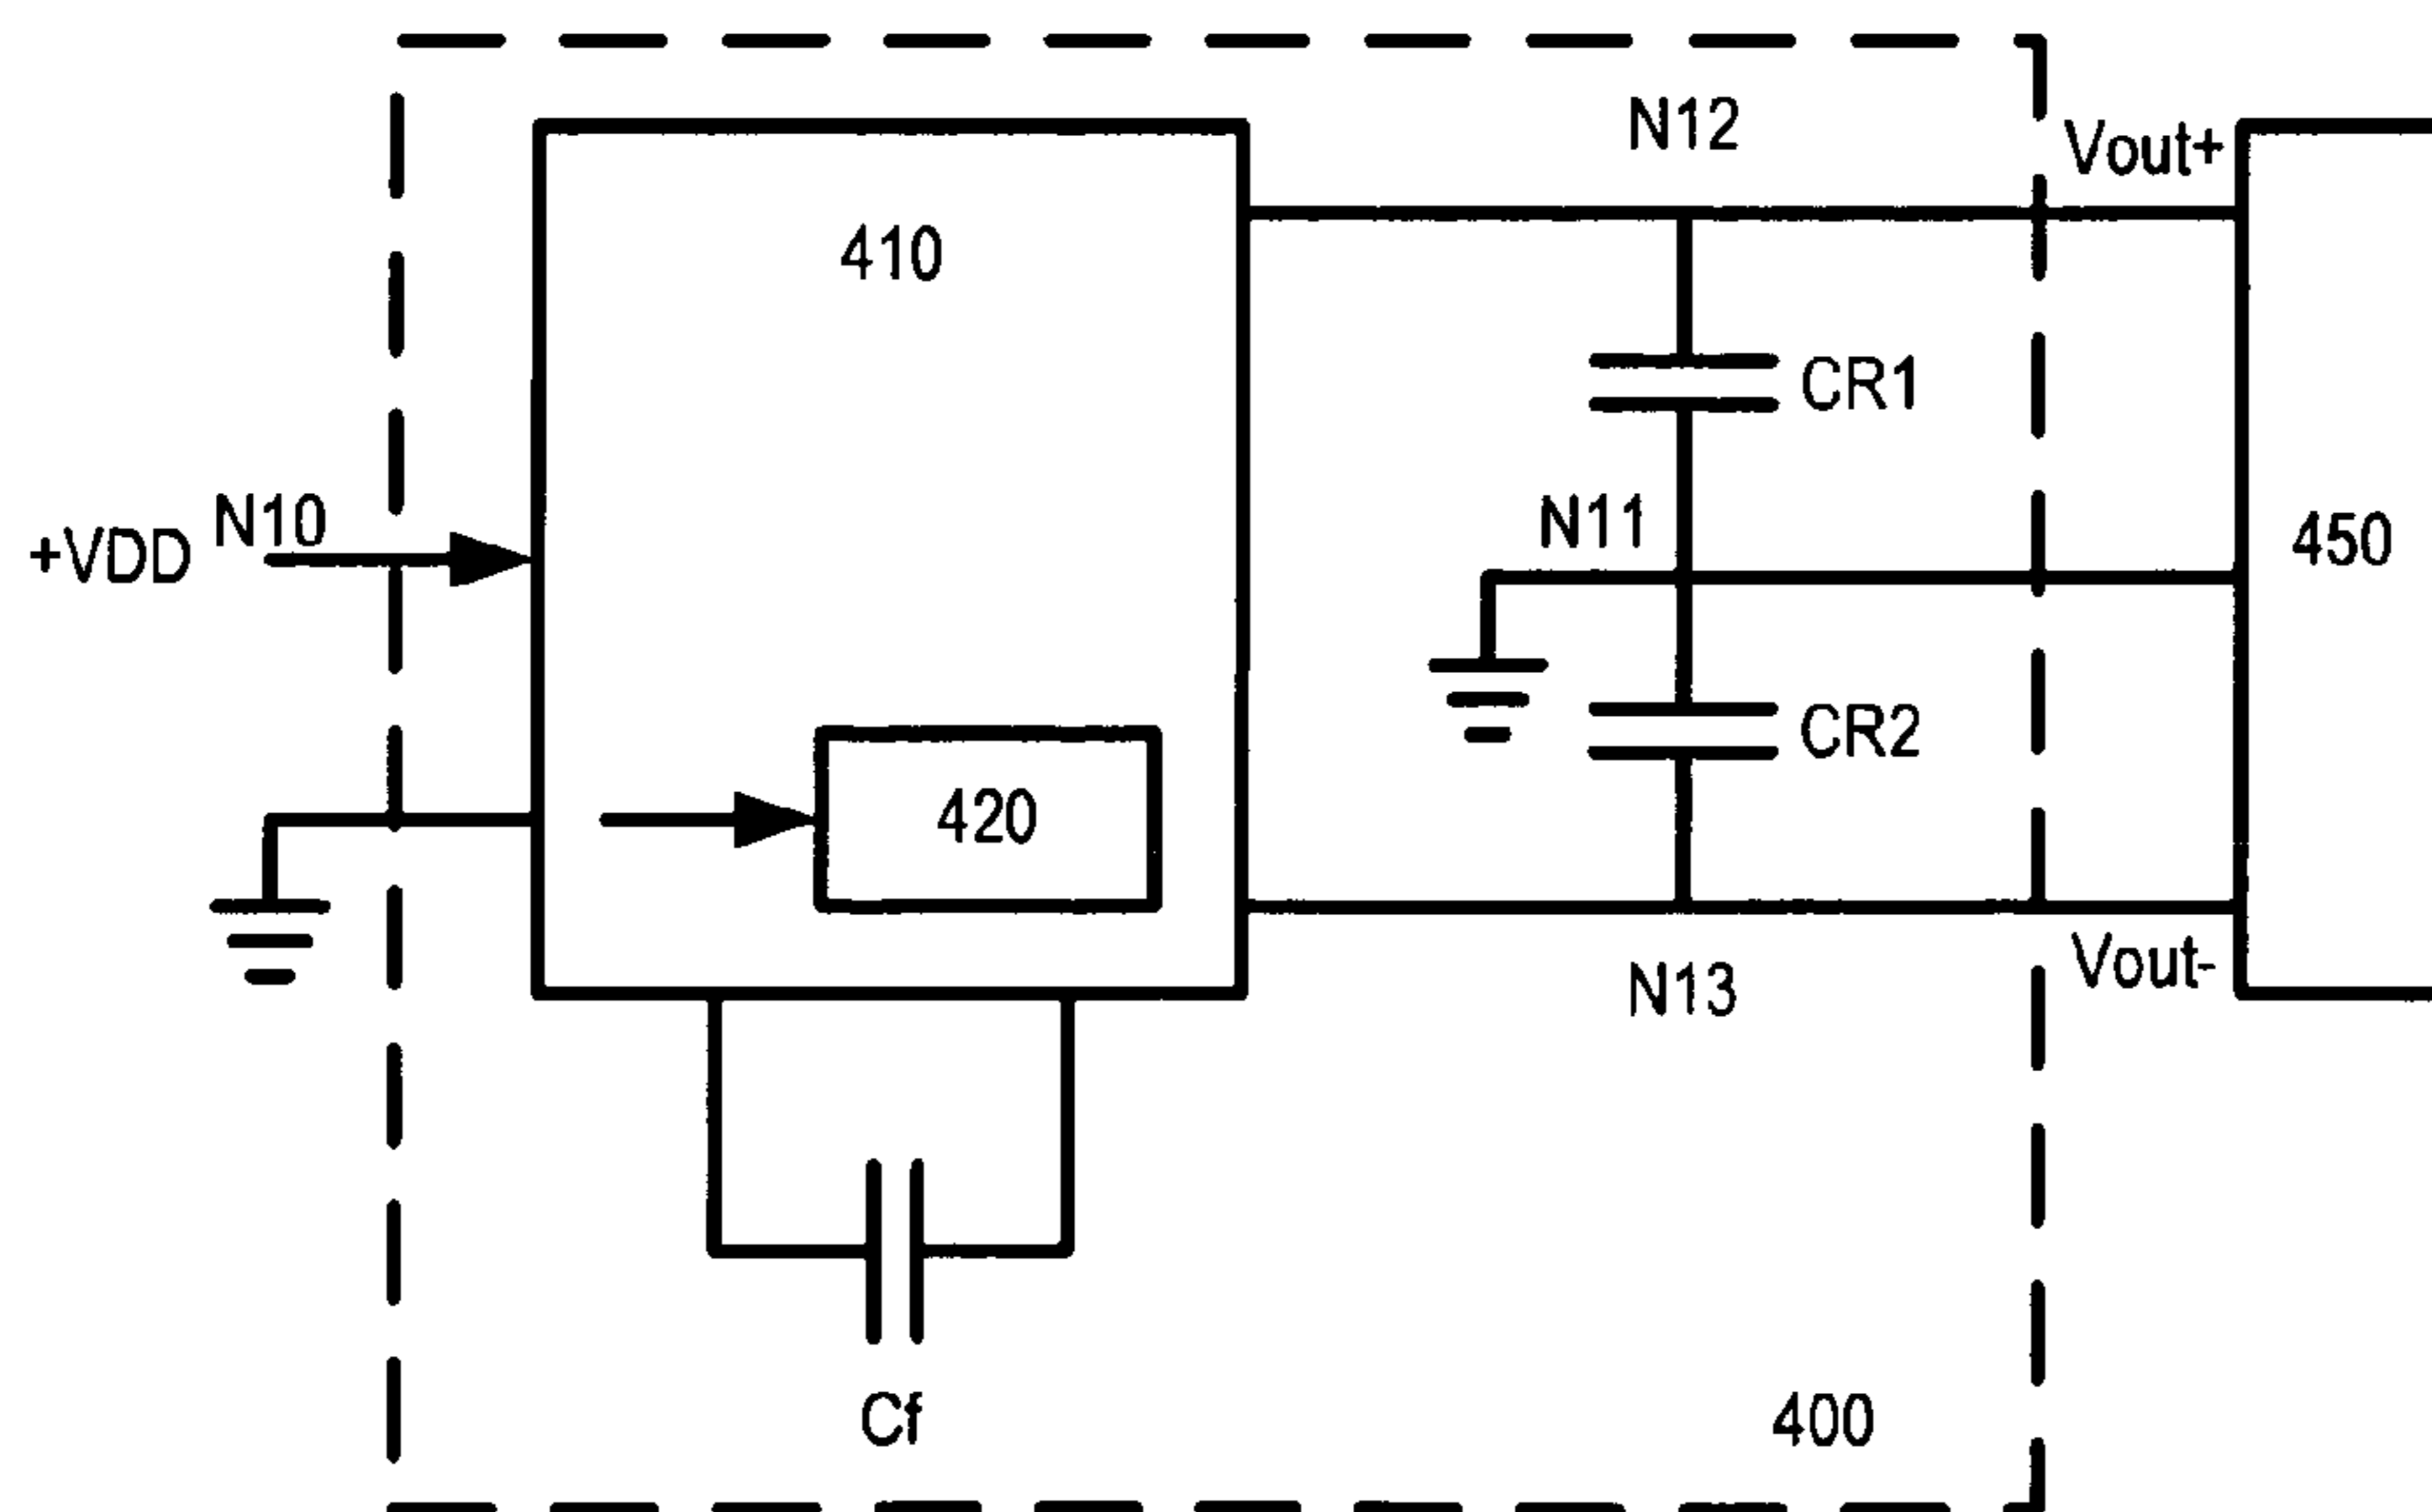 N12
Vout+
410
CR1
N10
N11
+VDD
450
CR2
420
Vout-
N13
Cf
400